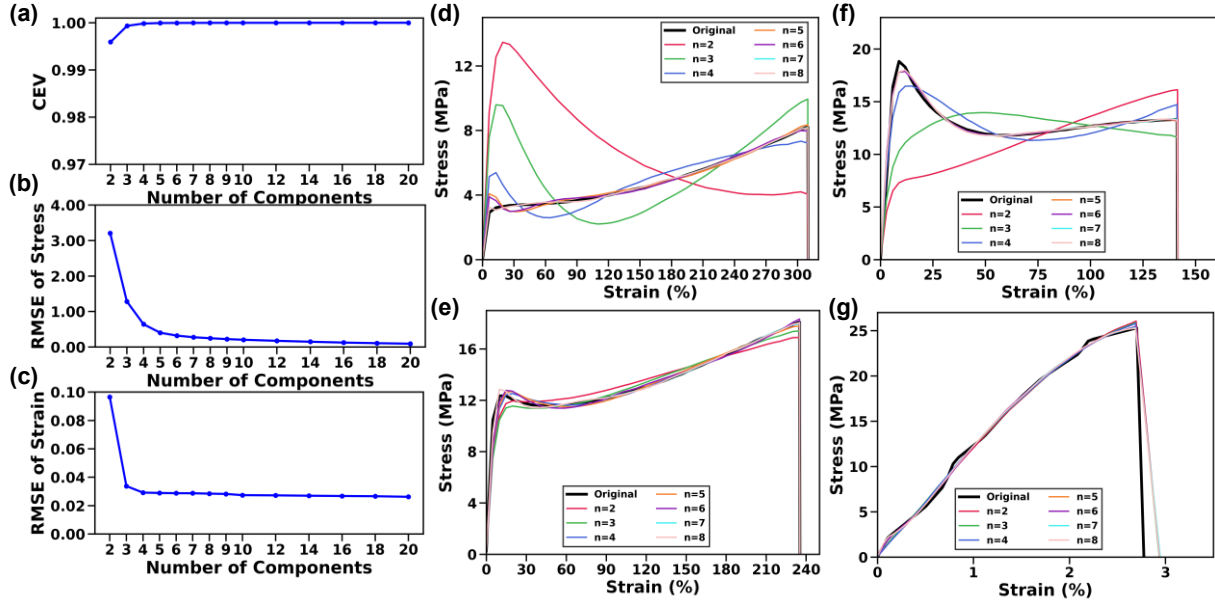 (a)
1.00
0.99
0.98
0.97
CEV
2 3 4 5 6 7 8 9 10 12 14 16 18 20
Number of Components
(b)
4.00
3.00
2.00
1.00
0.00
RMSE of Stress
2 3 4 5 6 7 8 9 10 12 14 16 18 20
Number of Components
(c)
0.10
0.08
0.06
0.04
0.02
0.00
RMSE of Strain
2 3 4 5 6 7 8 9 10 12 14 16 18 20
Number of Components
(d)
12
8
4
0
Stress (MPa)
Original n=5
n=2 n=6
n=3 n=7
n=4 n=8
0 30 60 90 120 150 180 210 240 270 300
Strain (%)
(e)
16
12
8
4
0
Stress (MPa)
Original n=5
n=2 n=6
n=3 n=7
n=4 n=8
0 30 60 90 120 150 180 210 240
Strain (%)
(f)
20
15
10
5
0
Stress (MPa)
Original n=5
n=2 n=6
n=3 n=7
n=4 n=8
0 25 50 75 100 125 150
Strain (%)
(g)
25
20
15
10
5
0
Stress (MPa)
Original n=5
n=2 n=6
n=3 n=7
n=4 n=8
0 1 2 3
Strain (%)